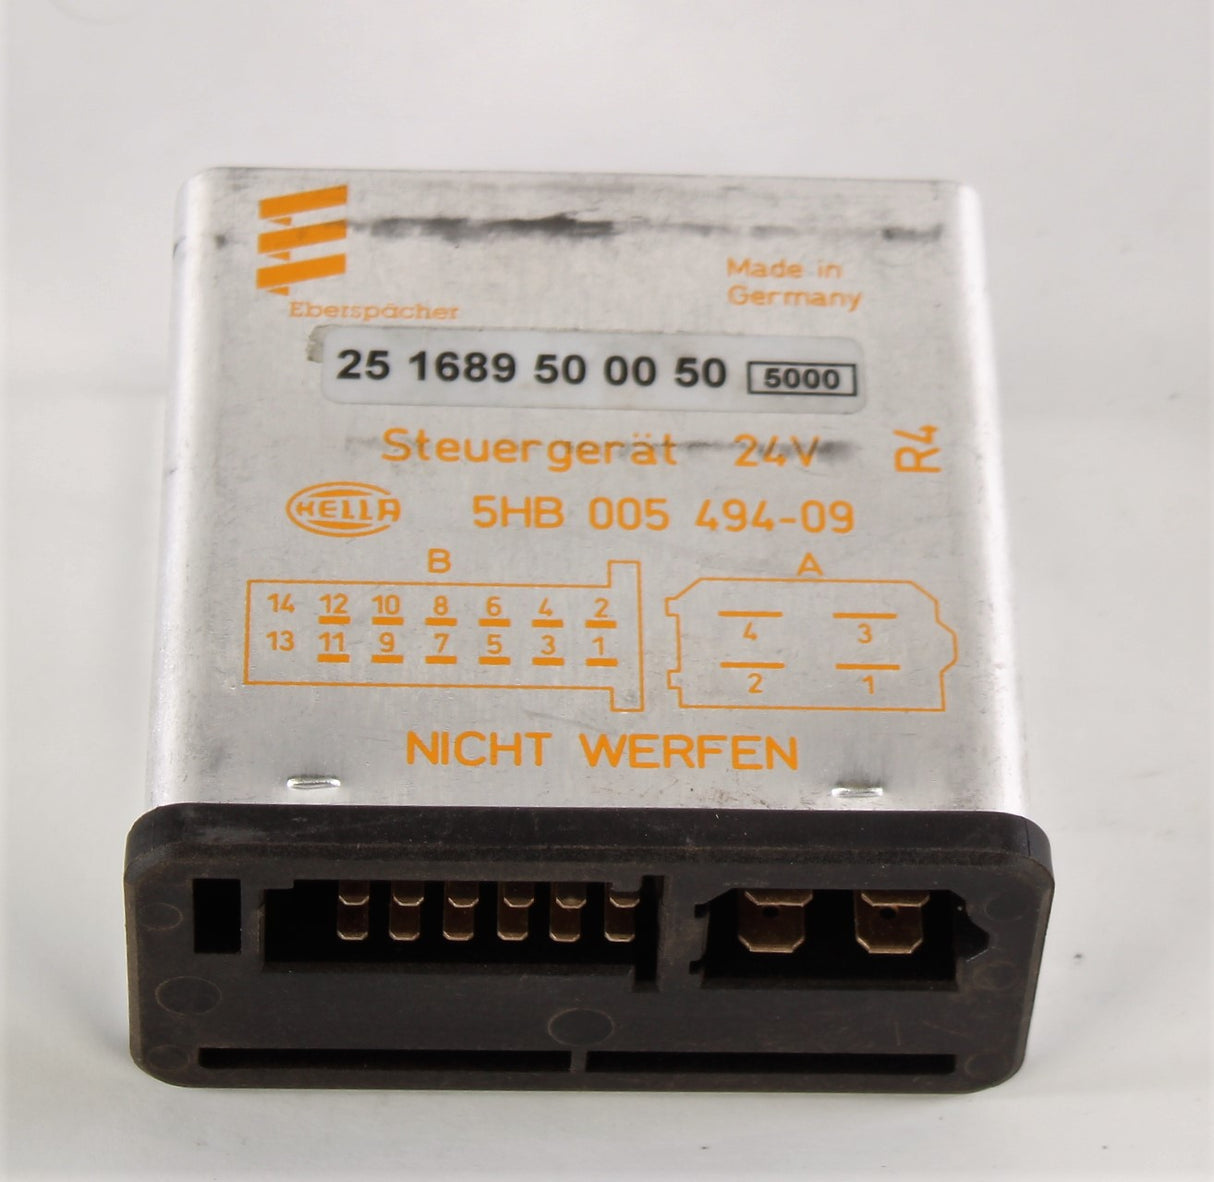 Made in
Germany
Eberspächer
25 1689 50 00 50 5000
Steuergerät 24V
R4
HELLA 5HB 005 494-09
B A
14 12 10 8 6 4 2
13 11 9 7 5 3 1
4 3
2 1
NICHT WERFEN